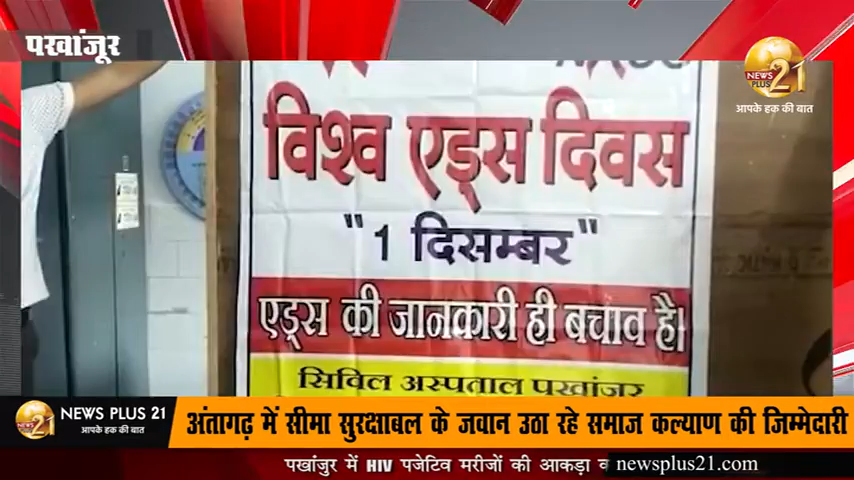 पखांजूर
NEWS PLUS 21
आपके हक की बात
विश्व एड्स दिवस
"1 दिसम्बर"
एड्स की जानकारी ही बचाव है।
सिविल अस्पताल पखांजूर
NEWS PLUS 21
आपके हक की बात
अंतागढ़ में सीमा सुरक्षाबल के जवान उठा रहे समाज कल्याण की जिम्मेदारी
पखांजुर में HIV पजेटिव मरीजों की आकड़ा
newsplus21.com